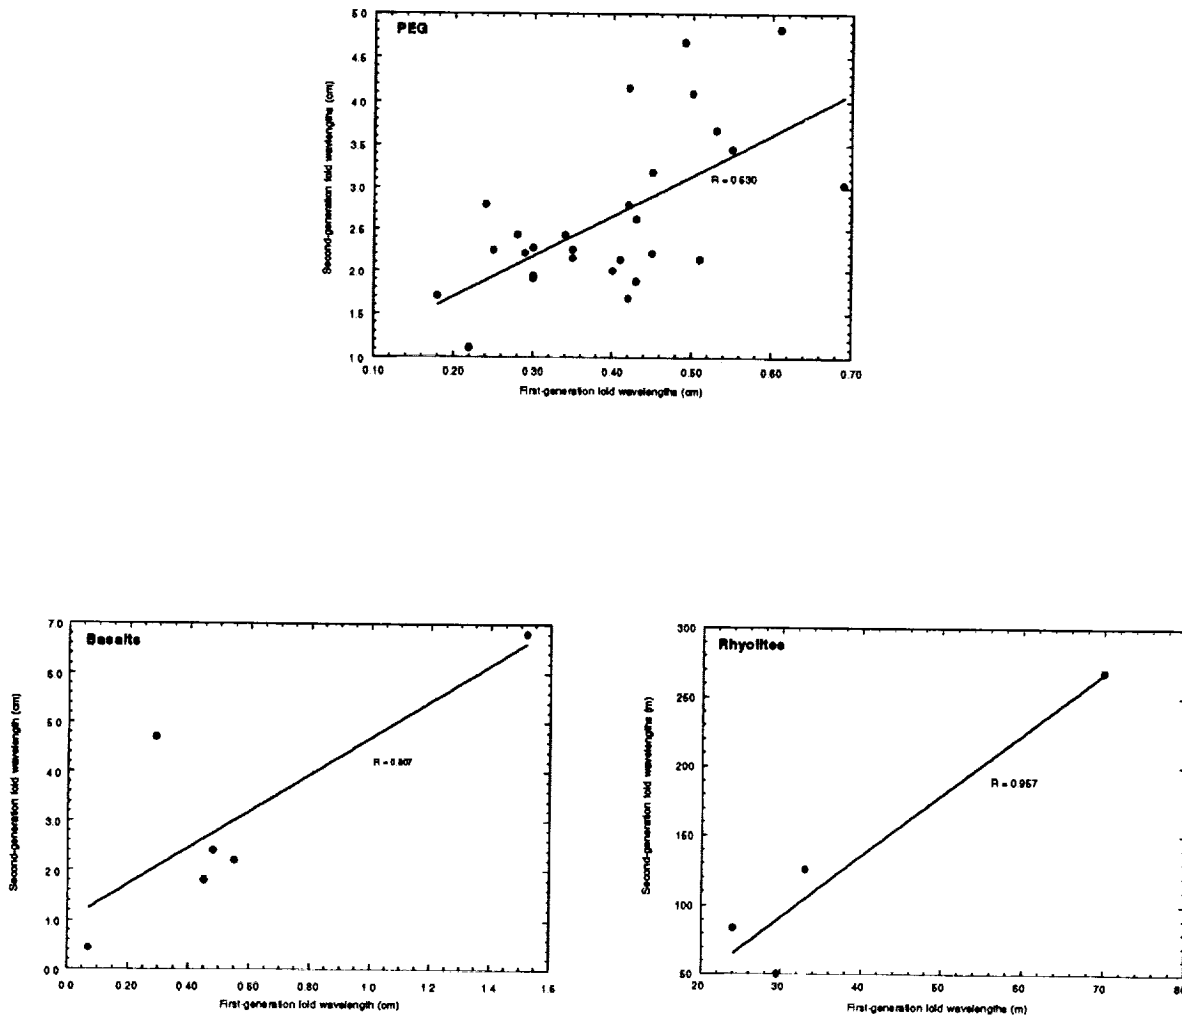 PEG
5.0
4.5
4.0
3.5
3.0
2.5
2.0
1.5
1.0
Second-generation fold wavelengths (cm)
R = 0.630
0.10 0.20 0.30 0.40 0.50 0.60 0.70
First-generation fold wavelengths (cm)
Basalts
7.0
6.0
5.0
4.0
3.0
2.0
1.0
0.0
Second-generation fold wavelength (cm)
R = 0.807
0.0 0.20 0.40 0.60 0.80 1.0 1.2 1.4 1.6
First-generation fold wavelength (cm)
Rhyolites
300
250
200
150
100
50
Second-generation fold wavelengths (m)
R = 0.957
20 30 40 50 60 70 80
First-generation fold wavelengths (m)